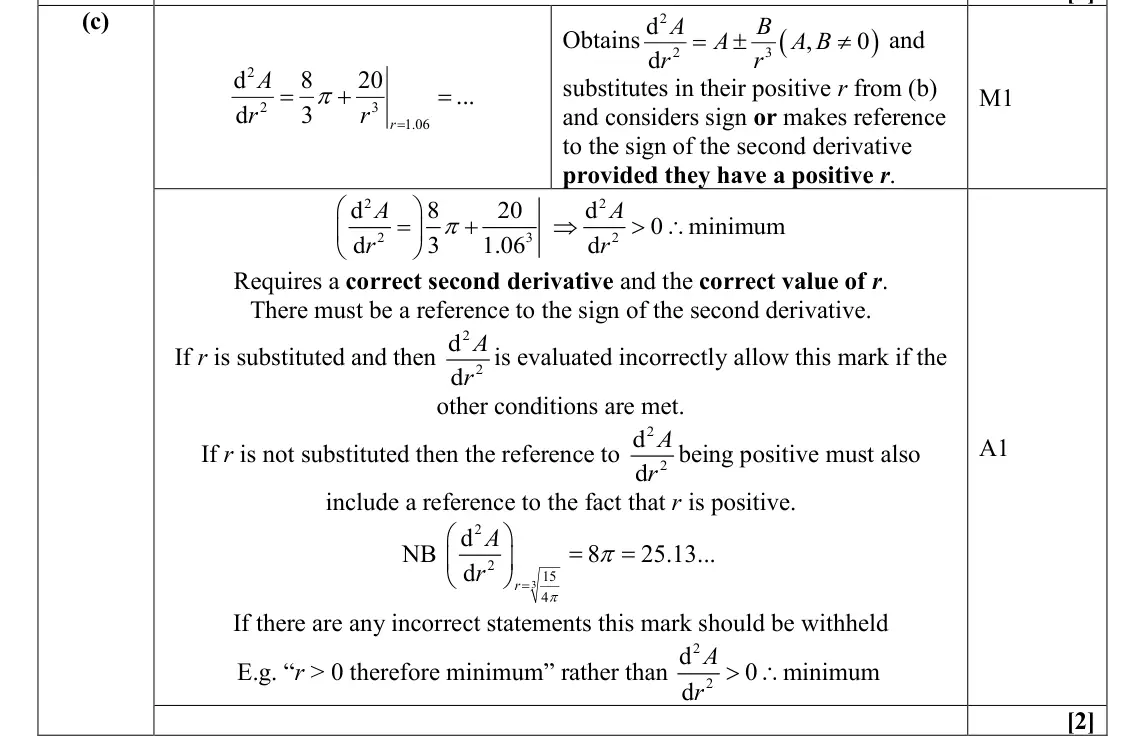 (c)
d²A/dr² = 8/3 π + 20/r³ |r=1.06 = ...
Obtains d²A/dr² = A ± B/r³ (A, B ≠ 0) and
substitutes in their positive r from (b)
and considers sign or makes reference
to the sign of the second derivative
provided they have a positive r.
M1
(d²A/dr² =) 8/3 π + 20/1.06³ | ⇒ d²A/dr² > 0 ∴ minimum
Requires a correct second derivative and the correct value of r.
There must be a reference to the sign of the second derivative.
If r is substituted and then d²A/dr² is evaluated incorrectly allow this mark if the
other conditions are met.
If r is not substituted then the reference to d²A/dr² being positive must also
include a reference to the fact that r is positive.
NB (d²A/dr²) r=∛(15/4π) = 8π = 25.13...
If there are any incorrect statements this mark should be withheld
E.g. “r > 0 therefore minimum” rather than d²A/dr² > 0 ∴ minimum
A1
[2]